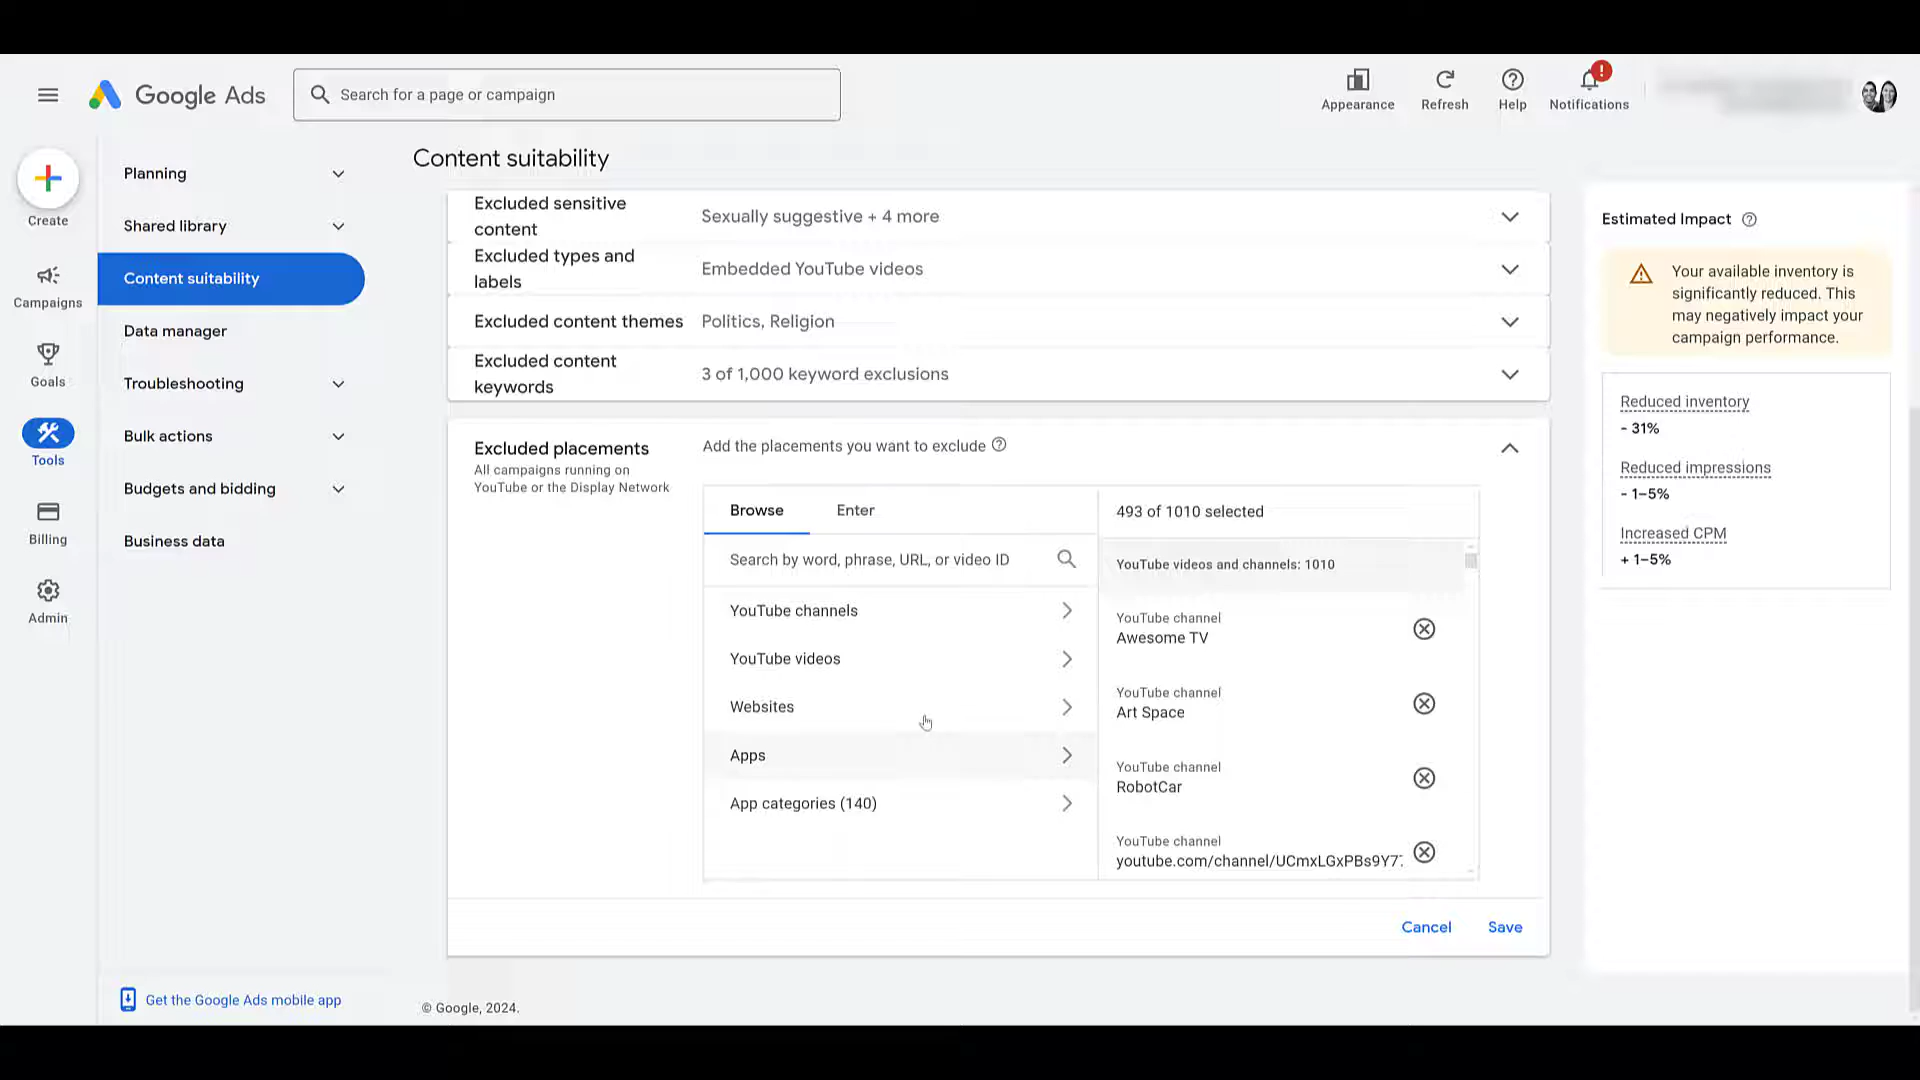 Google Ads
Search for a page or campaign
Appearance
Refresh
Help
!
Notifications
Create
Campaigns
Goals
Tools
Billing
Admin
Planning
Shared library
Content suitability
Data manager
Troubleshooting
Bulk actions
Budgets and bidding
Business data
Get the Google Ads mobile app
Content suitability
Excluded sensitive
content
Sexually suggestive + 4 more
Excluded types and
labels
Embedded YouTube videos
Excluded content themes
Politics, Religion
Excluded content
keywords
3 of 1,000 keyword exclusions
Excluded placements
All campaigns running on
YouTube or the Display Network
Add the placements you want to exclude
Browse
Enter
Search by word, phrase, URL, or video ID
YouTube channels
YouTube videos
Websites
Apps
App categories (140)
493 of 1010 selected
YouTube videos and channels: 1010
YouTube channel
Awesome TV
YouTube channel
Art Space
YouTube channel
RobotCar
YouTube channel
youtube.com/channel/UCmxLGxPBs9Y7
Cancel
Save
© Google, 2024.
Estimated Impact
Your available inventory is
significantly reduced. This
may negatively impact your
campaign performance.
Reduced inventory
- 31%
Reduced impressions
- 1–5%
Increased CPM
+ 1–5%